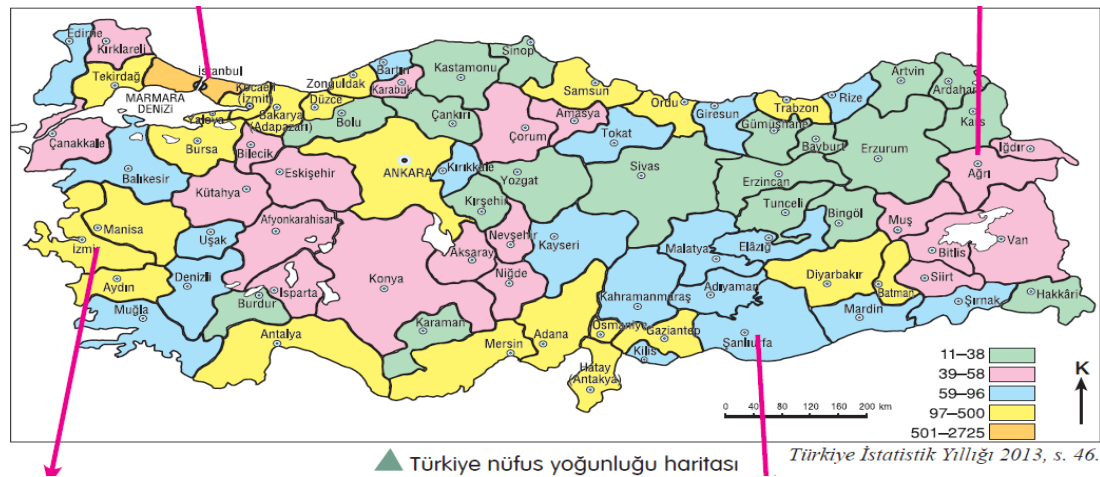 Edirne
Kırklareli
Tekirdağ
İstanbul
MARMARA
DENİZİ
Kocaeli
(İzmit)
Yalova
Sakarya
(Adapazarı)
Düzce
Zonguldak
Bartın
Karabük
Kastamonu
Sinop
Samsun
Ordu
Giresun
Trabzon
Rize
Artvin
Ardahan
Kars
Iğdır
Ağrı
Çanakkale
Balıkesir
Bursa
Bilecik
Bolu
Çankırı
Çorum
Amasya
Tokat
Gümüşhane
Bayburt
Erzurum
Kütahya
Eskişehir
ANKARA
Kırıkkale
Yozgat
Sivas
Erzincan
Tunceli
Bingöl
Muş
Van
Bitlis
Siirt
Kırşehir
Nevşehir
Kayseri
Malatya
Elâzığ
Manisa
İzmir
Uşak
Afyonkarahisar
Aksaray
Niğde
Konya
Aydın
Denizli
Muğla
Burdur
Isparta
Antalya
Karaman
Mersin
Adana
Osmaniye
Kahramanmaraş
Adıyaman
Diyarbakır
Batman
Mardin
Şırnak
Hakkâri
Gaziantep
Kilis
Şanlıurfa
Hatay
(Antakya)
11–38
39–58
59–96
97–500
501–2725
K
0 40 80 120 160 200 km
Türkiye nüfus yoğunluğu haritası
Türkiye İstatistik Yıllığı 2013, s. 46.